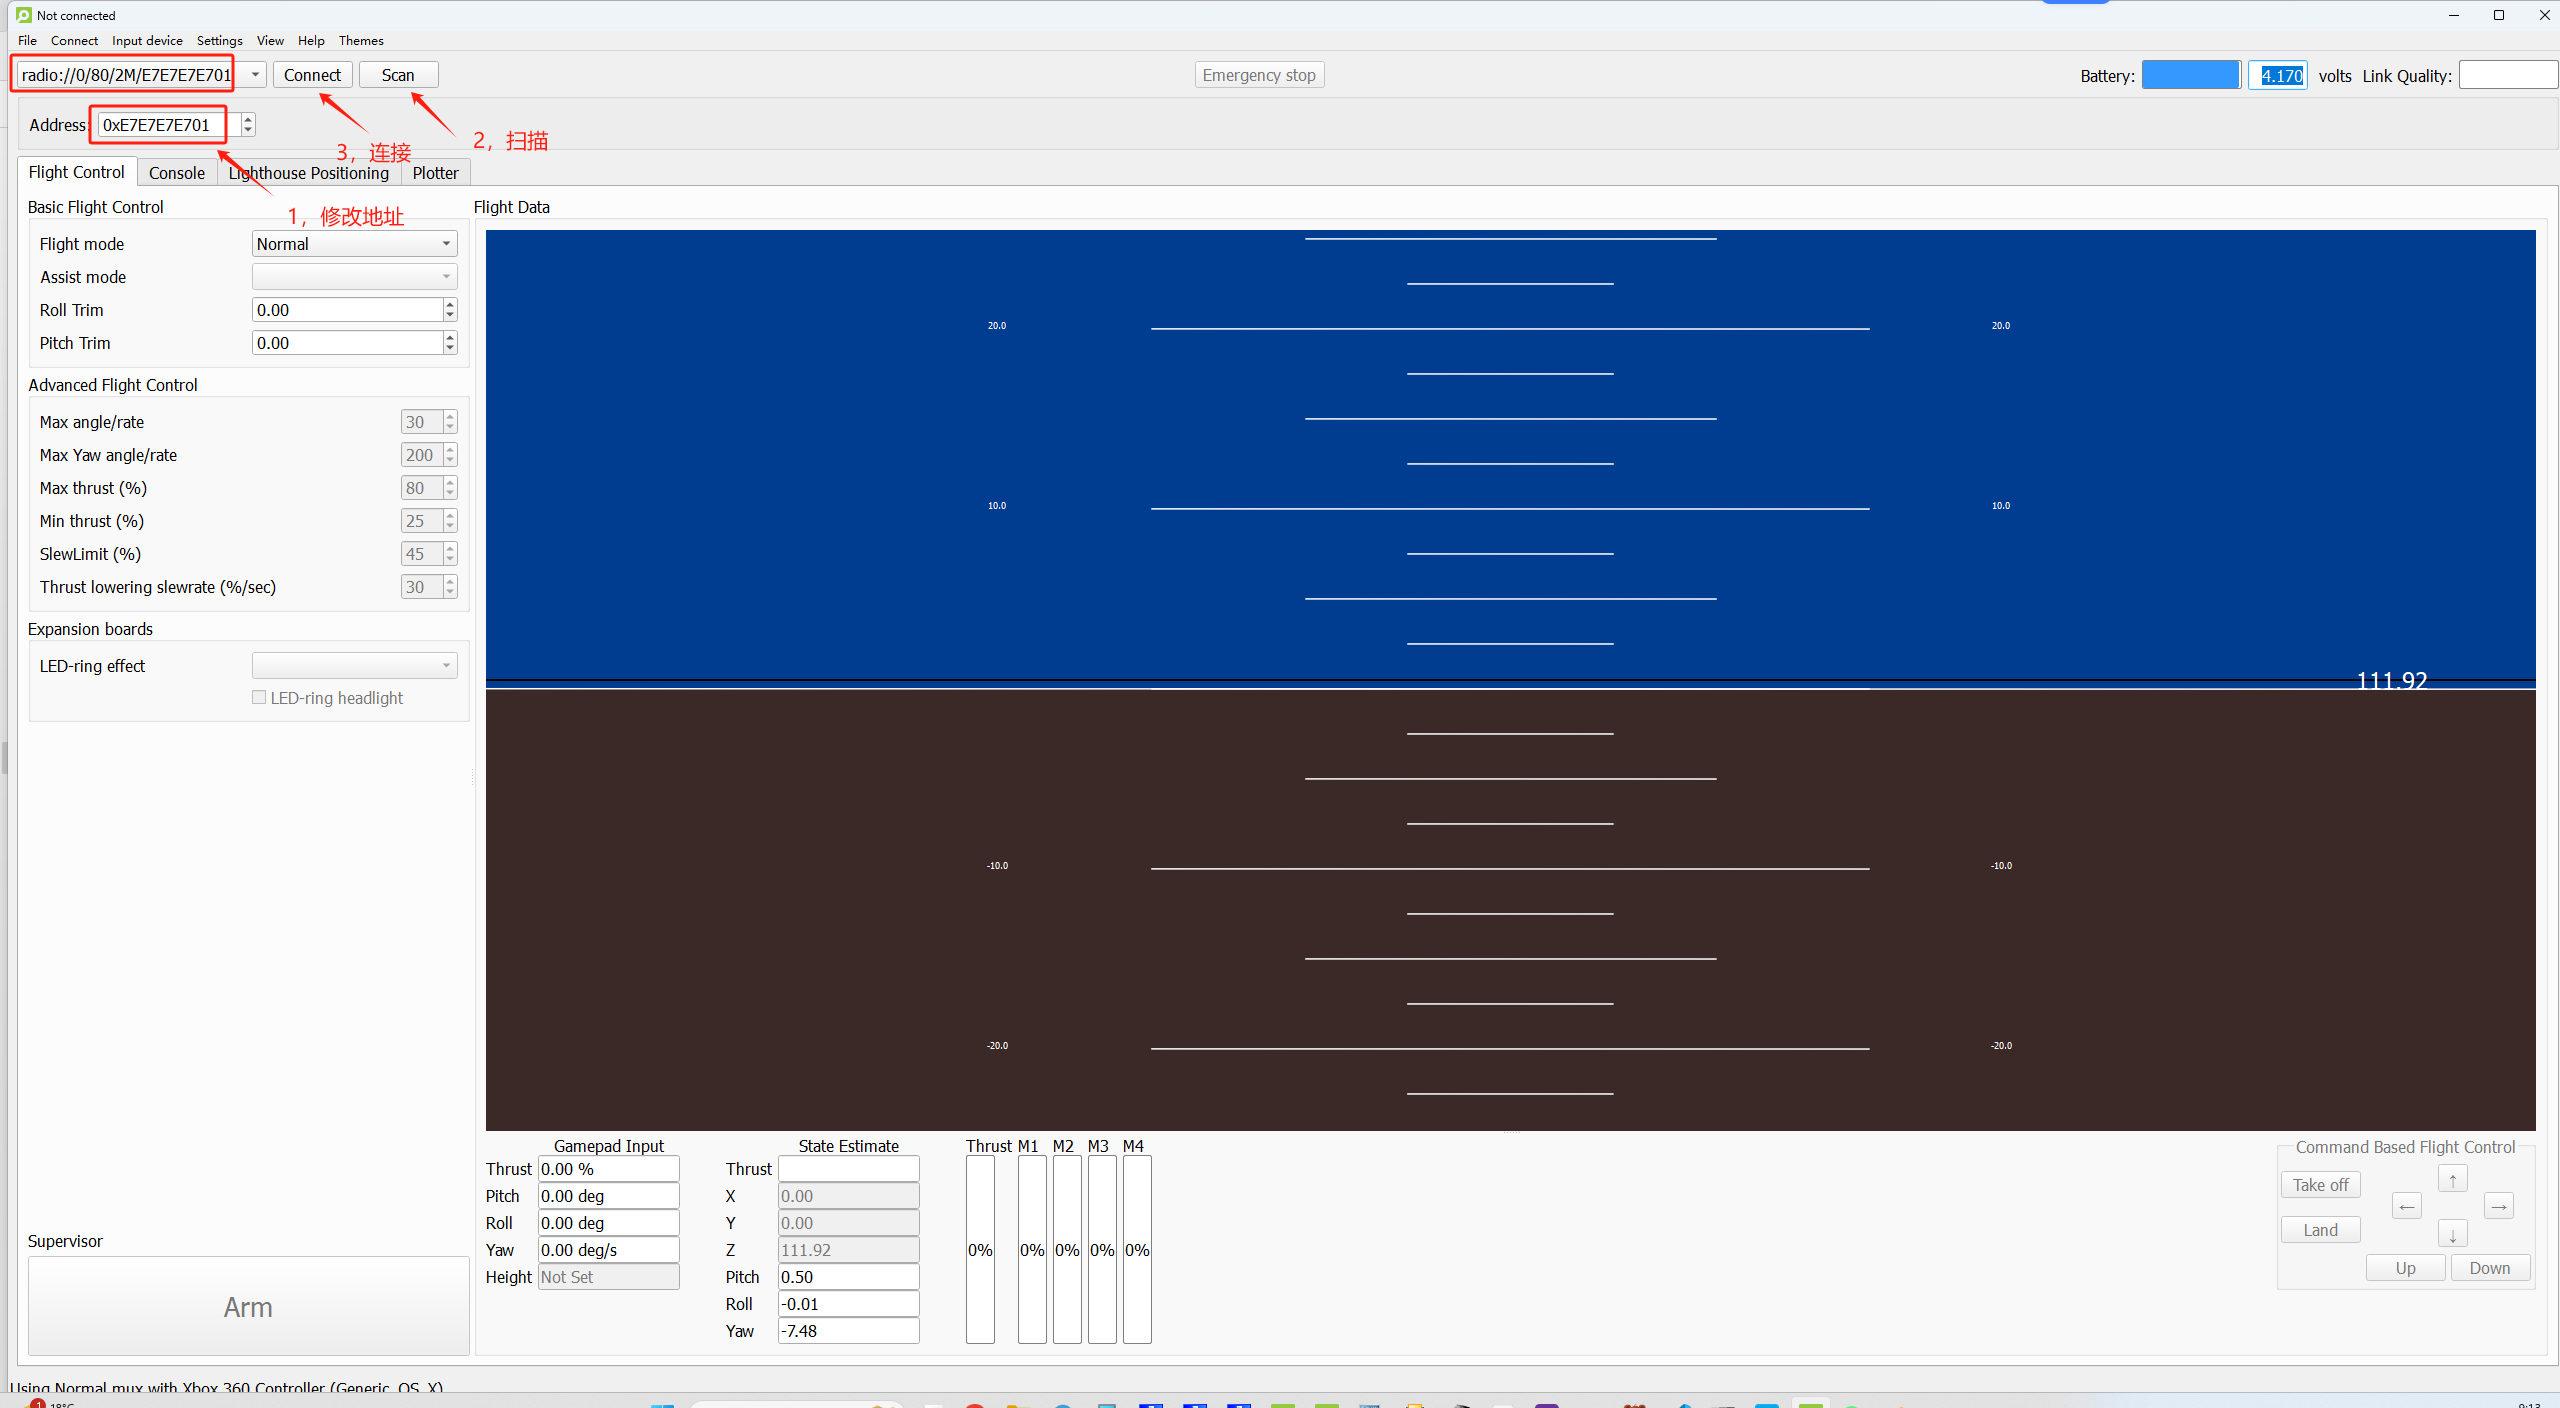 Not connected
File Connect Input device Settings View Help Themes
radio://0/80/2M/E7E7E7E701 Connect Scan Emergency stop Battery: 4.170 volts Link Quality:
Address: 0xE7E7E7E701
3，连接
2，扫描
Flight Control Console Lighthouse Positioning Plotter
1，修改地址
Basic Flight Control
Flight mode Normal
Assist mode
Roll Trim 0.00
Pitch Trim 0.00
Advanced Flight Control
Max angle/rate 30
Max Yaw angle/rate 200
Max thrust (%) 80
Min thrust (%) 25
SlewLimit (%) 45
Thrust lowering slewrate (%/sec) 30
Expansion boards
LED-ring effect
LED-ring headlight
Supervisor
Arm
Flight Data
20.0 20.0
10.0 10.0
111.92
-10.0 -10.0
-20.0 -20.0
Gamepad Input
Thrust 0.00 %
Pitch 0.00 deg
Roll 0.00 deg
Yaw 0.00 deg/s
Height Not Set
State Estimate
Thrust
X 0.00
Y 0.00
Z 111.92
Pitch 0.50
Roll -0.01
Yaw -7.48
Thrust M1 M2 M3 M4
0% 0% 0% 0% 0%
Command Based Flight Control
Take off ↑
← →
Land ↓
Up Down
Using Normal mux with Xbox 360 Controller (Generic OS X)
1 18°C
9:13